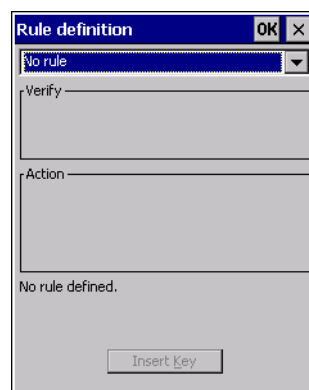 Rule definition OK ×
No rule
Verify
Action
No rule defined.
Insert Key